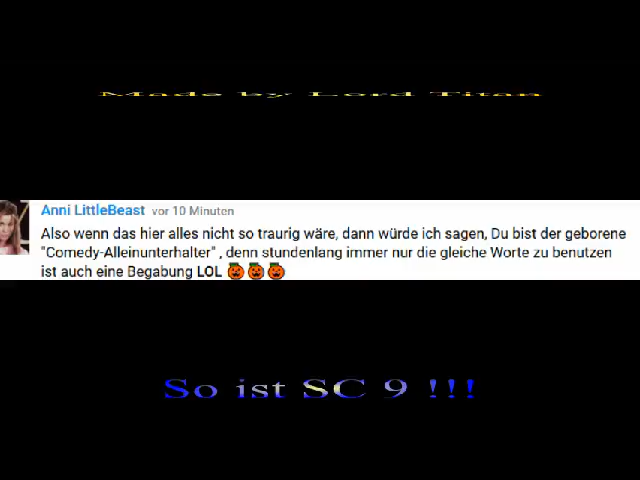 Made by Lord Titan
Anni LittleBeast vor 10 Minuten
Also wenn das hier alles nicht so traurig wäre, dann würde ich sagen, Du bist der geborene
"Comedy-Alleinunterhalter" , denn stundenlang immer nur die gleiche Worte zu benutzen
ist auch eine Begabung LOL 🎃🎃🎃
So ist SC 9 !!!